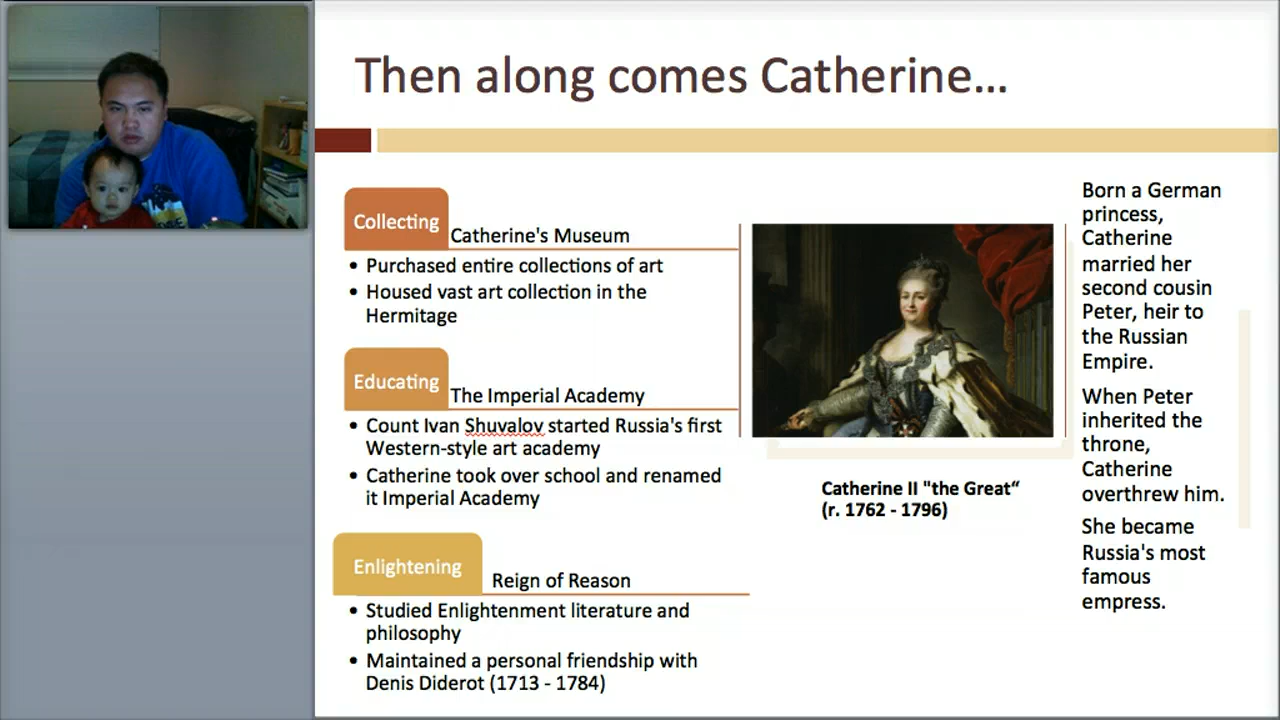 Then along comes Catherine...
Collecting
Catherine's Museum
• Purchased entire collections of art
• Housed vast art collection in the
Hermitage
Educating
The Imperial Academy
• Count Ivan Shuvalov started Russia's first
Western-style art academy
• Catherine took over school and renamed
it Imperial Academy
Enlightening
Reign of Reason
• Studied Enlightenment literature and
philosophy
• Maintained a personal friendship with
Denis Diderot (1713 - 1784)
Catherine II "the Great“
(r. 1762 - 1796)
Born a German
princess,
Catherine
married her
second cousin
Peter, heir to
the Russian
Empire.
When Peter
inherited the
throne,
Catherine
overthrew him.
She became
Russia's most
famous
empress.